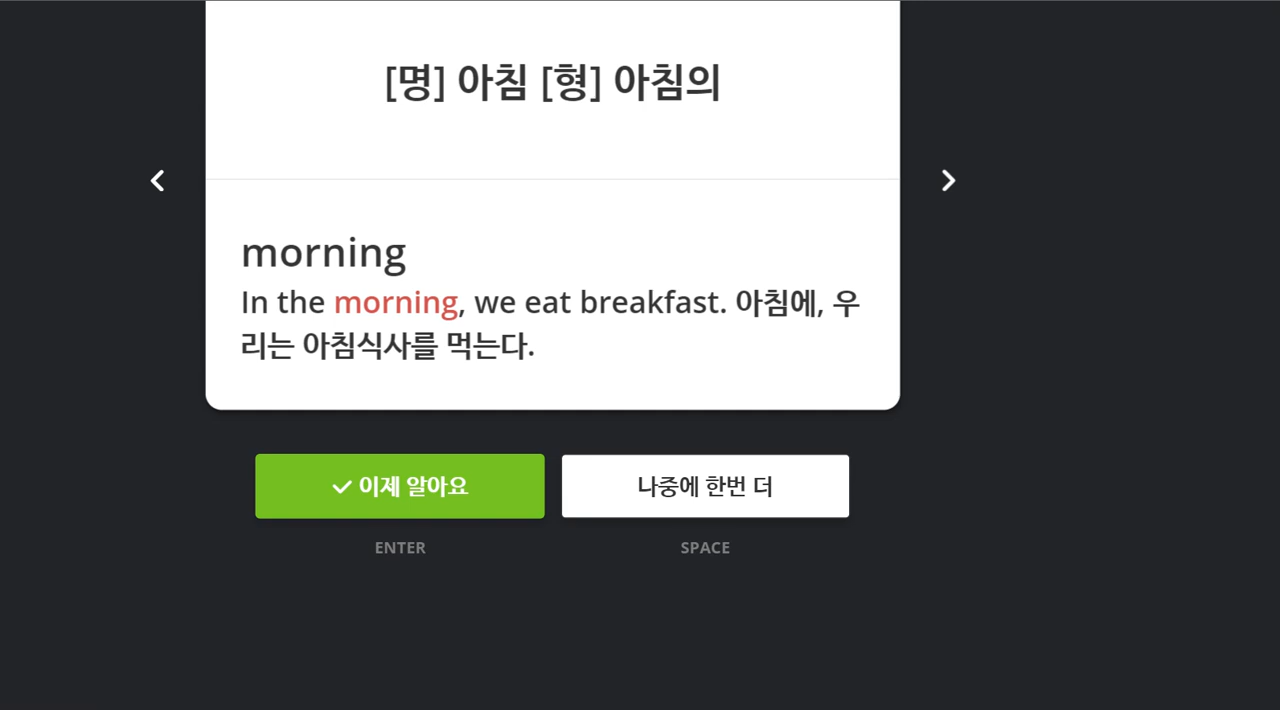 [명] 아침 [형] 아침의
morning
In the morning, we eat breakfast. 아침에, 우
리는 아침식사를 먹는다.
이제 알아요
나중에 한번 더
ENTER
SPACE